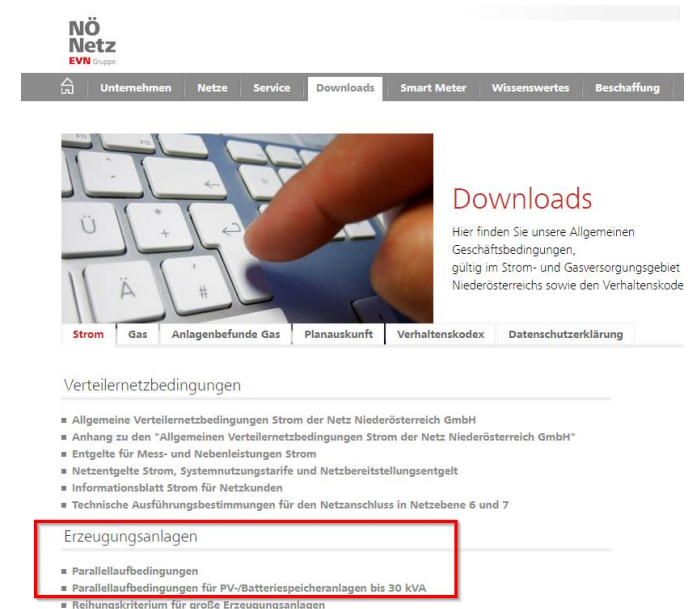 NÖ
Netz
EVN Gruppe
Unternehmen Netze Service Downloads Smart Meter Wissenswertes Beschaffung
Ü * + Ä ' #
Downloads
Hier finden Sie unsere Allgemeinen
Geschäftsbedingungen,
gültig im Strom- und Gasversorgungsgebiet
Niederösterreichs sowie den Verhaltenskode
Strom Gas Anlagenbefunde Gas Planauskunft Verhaltenskodex Datenschutzerklärung
Verteilernetzbedingungen
Allgemeine Verteilernetzbedingungen Strom der Netz Niederösterreich GmbH
Anhang zu den "Allgemeinen Verteilernetzbedingungen Strom der Netz Niederösterreich GmbH"
Entgelte für Mess- und Nebenleistungen Strom
Netzentgelte Strom, Systemnutzungstarife und Netzbereitstellungsentgelt
Informationsblatt Strom für Netzkunden
Technische Ausführungsbestimmungen für den Netzanschluss in Netzebene 6 und 7
Erzeugungsanlagen
Parallellaufbedingungen
Parallellaufbedingungen für PV-/Batteriespeicheranlagen bis 30 kVA
Reihungskriterium für große Erzeugungsanlagen